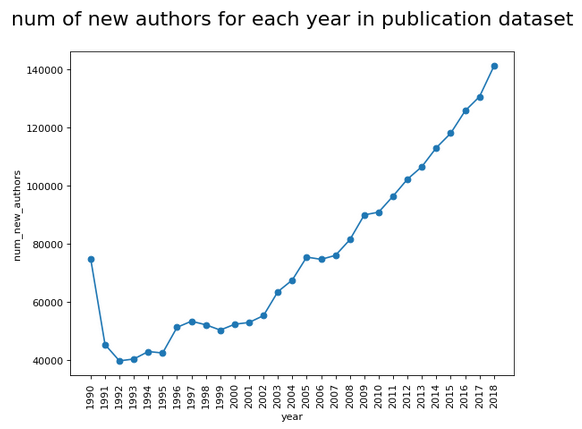 num of new authors for each year in publication dataset
140000
120000
100000
80000
60000
40000
num_new_authors
1990 1991 1992 1993 1994 1995 1996 1997 1998 1999 2000 2001 2002 2003 2004 2005 2006 2007 2008 2009 2010 2011 2012 2013 2014 2015 2016 2017 2018
year